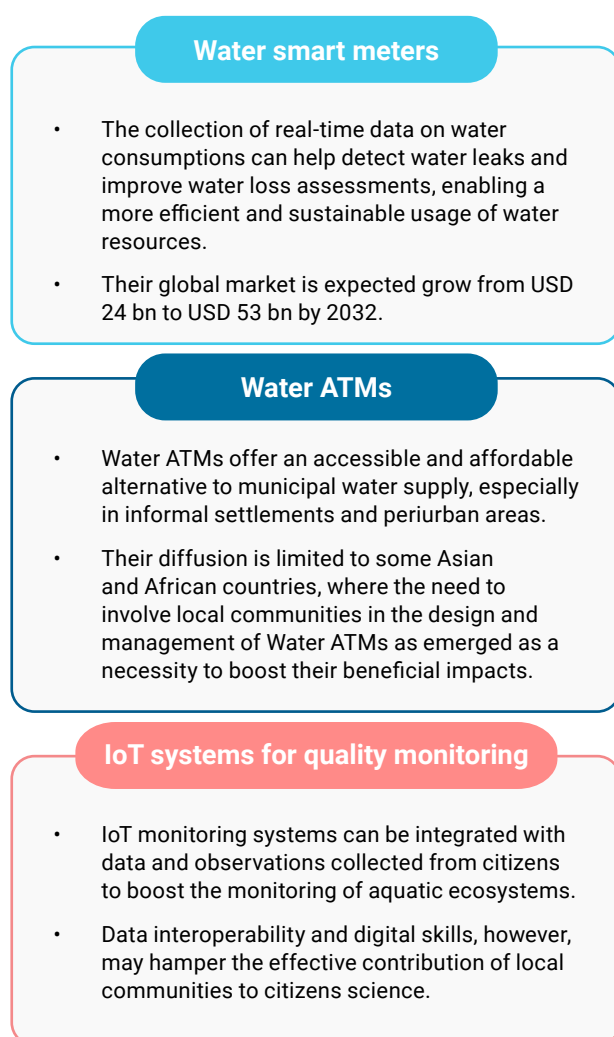 Water smart meters
• The collection of real-time data on water
consumptions can help detect water leaks and
improve water loss assessments, enabling a
more efficient and sustainable usage of water
resources.
• Their global market is expected grow from USD
24 bn to USD 53 bn by 2032.
Water ATMs
• Water ATMs offer an accessible and affordable
alternative to municipal water supply, especially
in informal settlements and periurban areas.
• Their diffusion is limited to some Asian
and African countries, where the need to
involve local communities in the design and
management of Water ATMs as emerged as a
necessity to boost their beneficial impacts.
IoT systems for quality monitoring
• IoT monitoring systems can be integrated with
data and observations collected from citizens
to boost the monitoring of aquatic ecosystems.
• Data interoperability and digital skills, however,
may hamper the effective contribution of local
communities to citizens science.